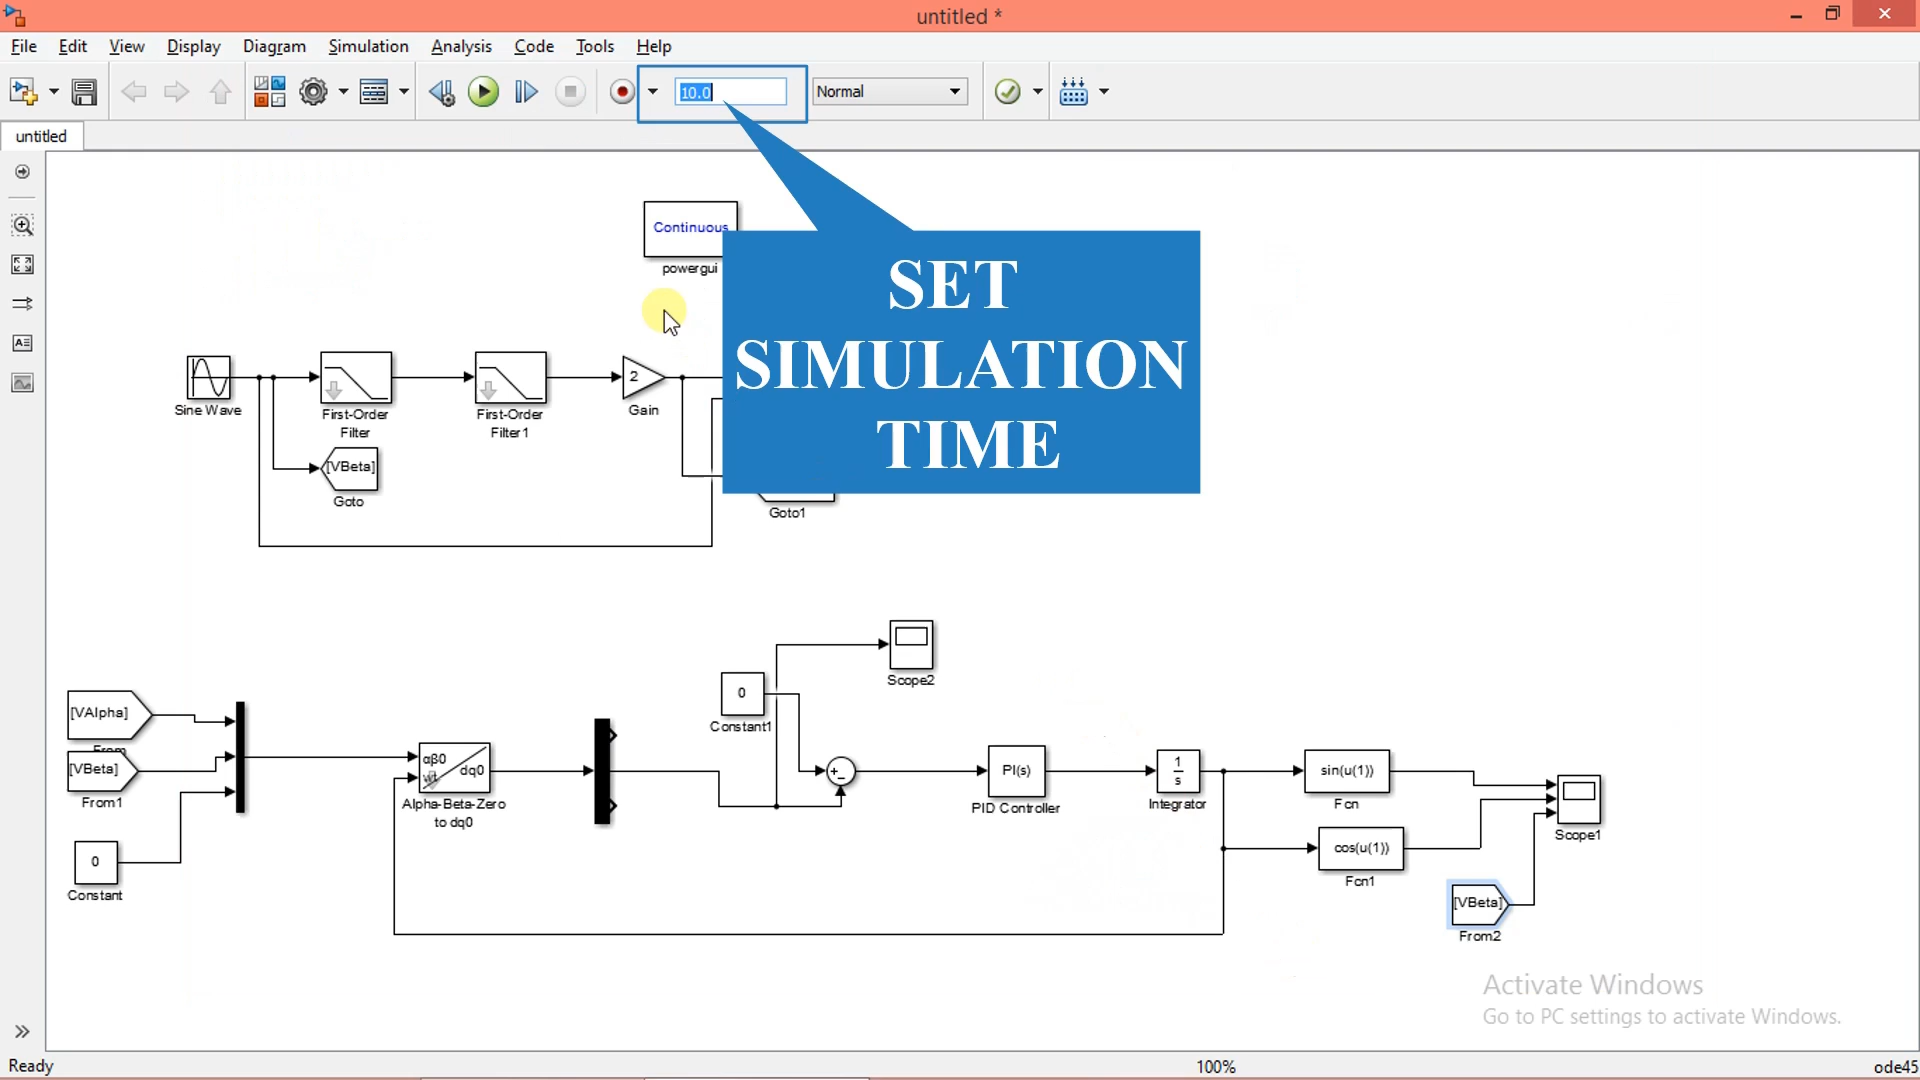 untitled *
File Edit View Display Diagram Simulation Analysis Code Tools Help
10.0 Normal
untitled
Continuous
powergui
SET
SIMULATION
TIME
2
Sine Wave
First-Order
Filter
First-Order
Filter1
Gain
[VBeta]
Goto
Goto1
Scope2
[VAlpha]
From
[VBeta]
From1
0
Constant
αβ0
wt
dq0
Alpha-Beta-Zero
to dq0
0
Constant1
+
_
PI(s)
PID Controller
1
s
Integrator
sin(u(1))
Fcn
cos(u(1))
Fcn1
Scope1
[VBeta]
From2
Activate Windows
Go to PC settings to activate Windows.
Ready 100% ode45